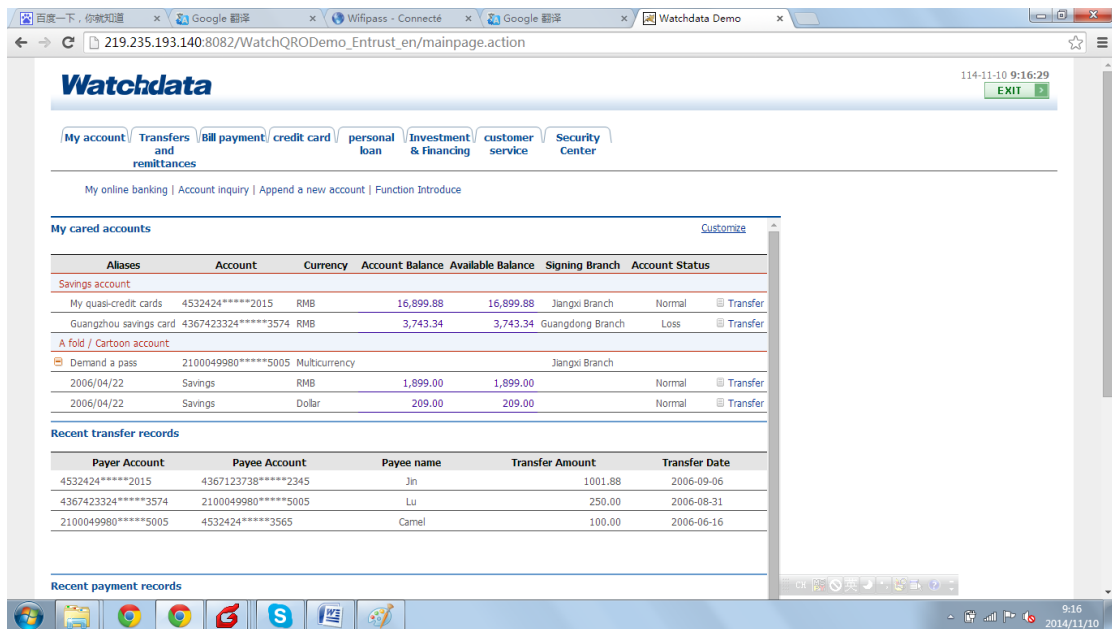 百度一下，你就知道 Google 翻译 Wifipass - Connecté Google 翻译 Watchdata Demo
219.235.193.140:8082/WatchQRODemo_Entrust_en/mainpage.action
Watchdata
114-11-10 9:16:29
EXIT
My account Transfers and remittances Bill payment credit card personal loan Investment & Financing customer service Security Center
My online banking | Account inquiry | Append a new account | Function Introduce
My cared accounts Customize
Aliases Account Currency Account Balance Available Balance Signing Branch Account Status
Savings account
My quasi-credit cards 4532424*****2015 RMB 16,899.88 16,899.88 Jiangxi Branch Normal Transfer
Guangzhou savings card 4367423324*****3574 RMB 3,743.34 3,743.34 Guangdong Branch Loss Transfer
A fold / Cartoon account
Demand a pass 2100049980*****5005 Multicurrency Jiangxi Branch
2006/04/22 Savings RMB 1,899.00 1,899.00 Normal Transfer
2006/04/22 Savings Dollar 209.00 209.00 Normal Transfer
Recent transfer records
Payer Account Payee Account Payee name Transfer Amount Transfer Date
4532424*****2015 4367123738*****2345 Jin 1001.88 2006-09-06
4367423324*****3574 2100049980*****5005 Lu 250.00 2006-08-31
2100049980*****5005 4532424*****3565 Camel 100.00 2006-06-16
Recent payment records
CH 英
9:16
2014/11/10